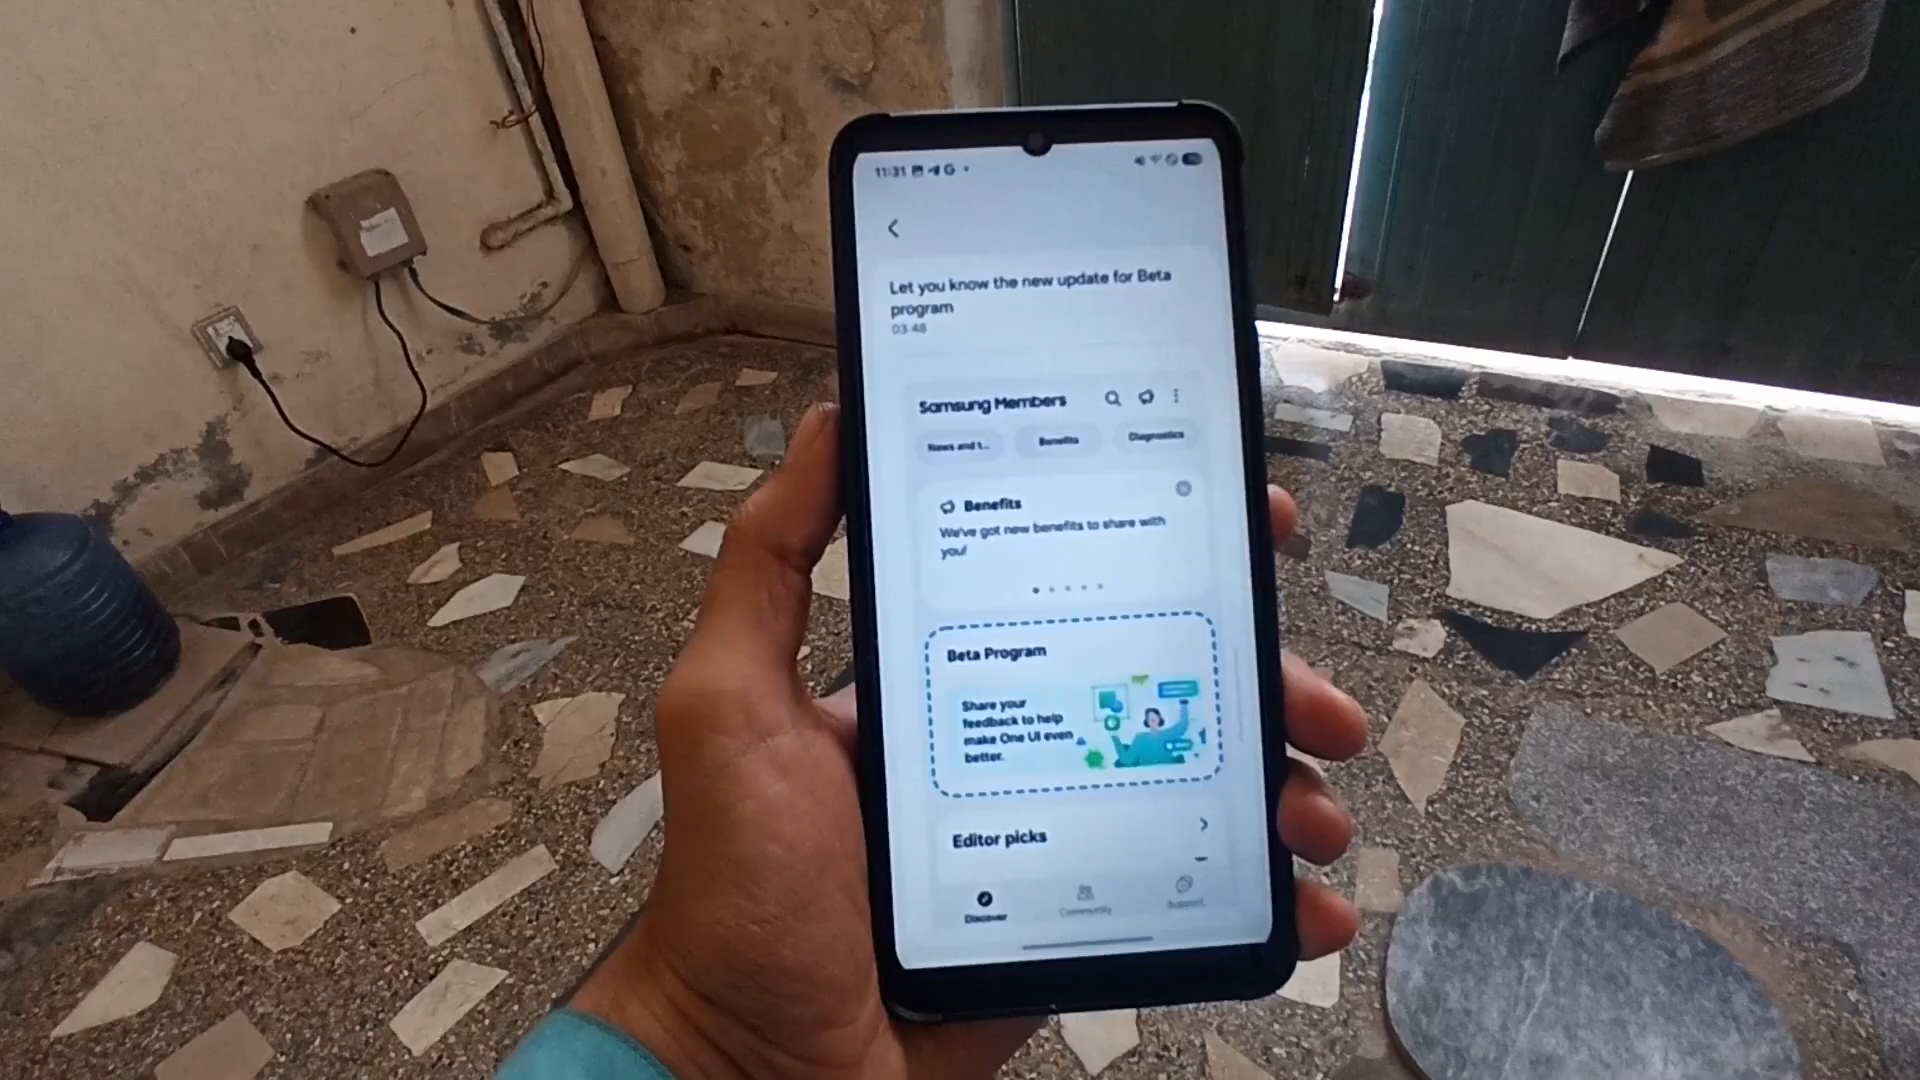 11:31
Let you know the new update for Beta
program
03:48
Samsung Members
News and t...
Benefits
Diagnostics
Benefits
We've got new benefits to share with
you!
Beta Program
Share your
feedback to help
make One UI even
better.
Editor picks
Discover
Community
Support